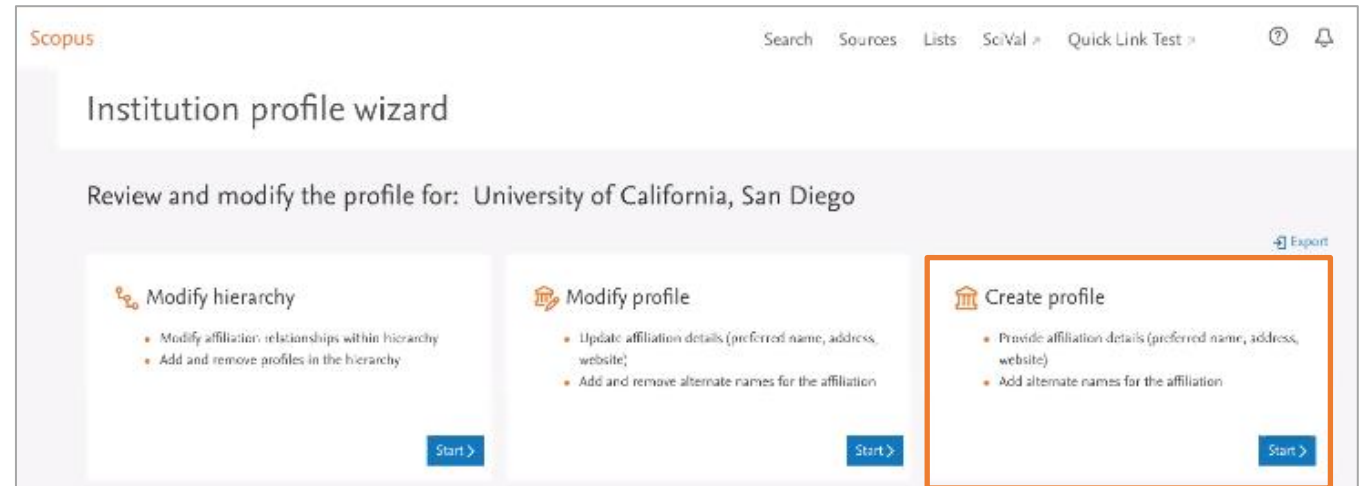 Scopus
Search Sources Lists SciVal Quick Link Test
Institution profile wizard
Review and modify the profile for: University of California, San Diego
Export
Modify hierarchy
Modify affiliation relationships within hierarchy
Add and remove profiles in the hierarchy
Start
Modify profile
Update affiliation details (preferred name, address,
website)
Add and remove alternate names for the affiliation
Start
Create profile
Provide affiliation details (preferred name, address,
website)
Add alternate names for the affiliation
Start